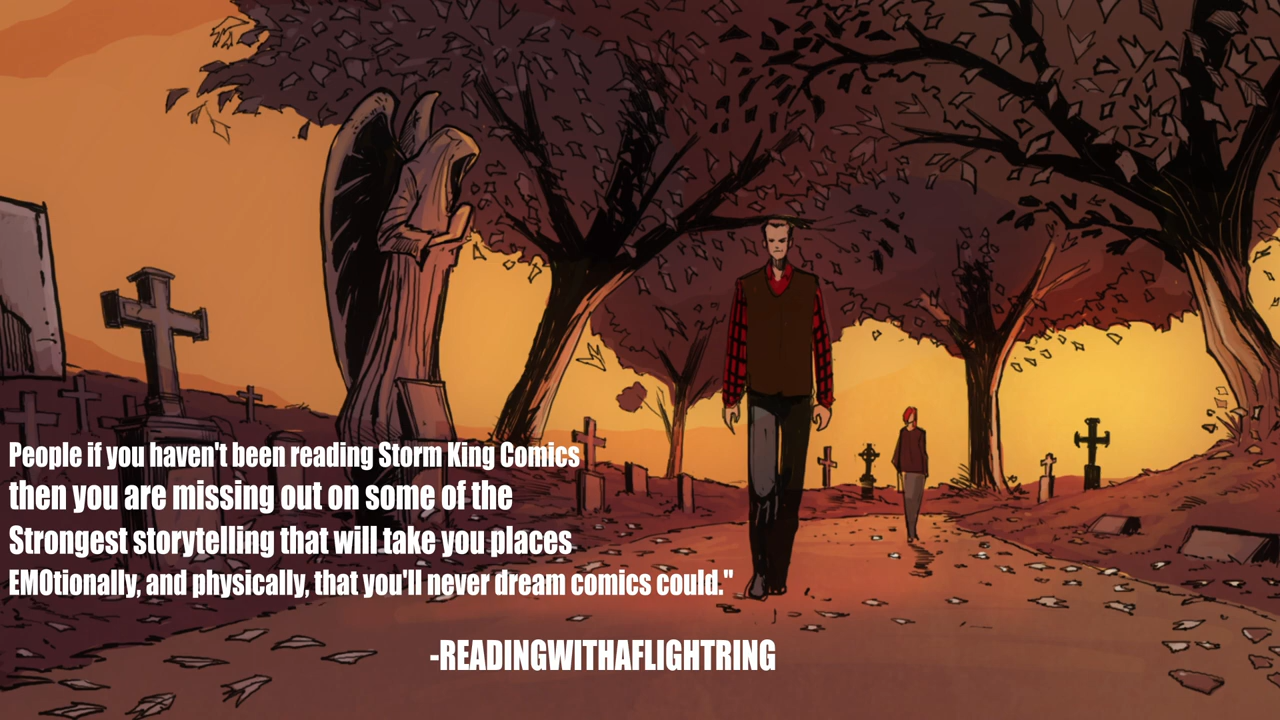 People if you haven't been reading Storm King Comics
then you are missing out on some of the
Strongest storytelling that will take you places
EMOtionally, and physically, that you'll never dream comics could."
-READINGWITHAFLIGHTRING